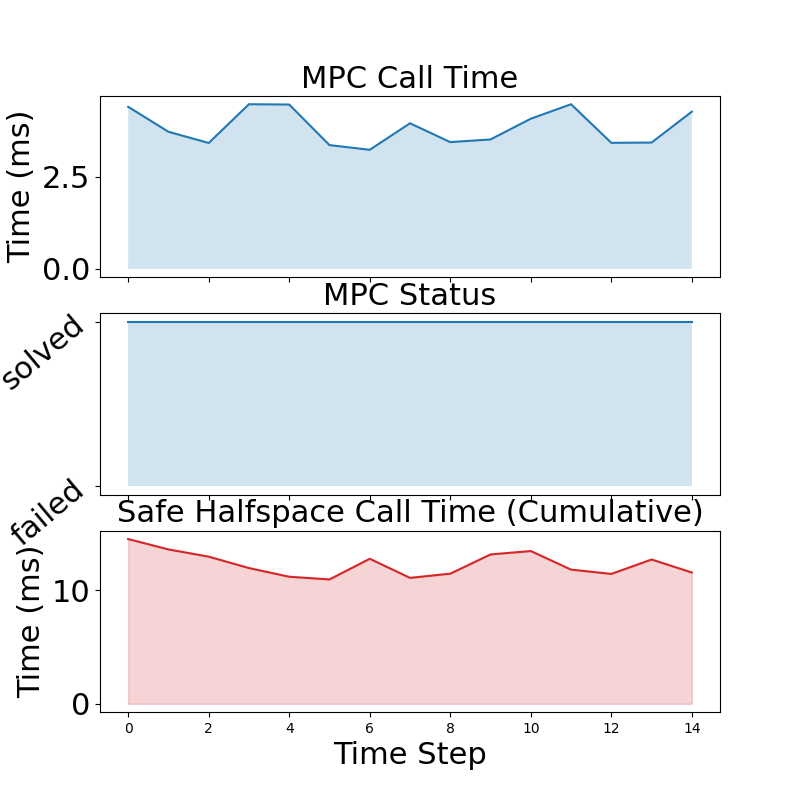 MPC Call Time
Time (ms)
2.5
0.0
MPC Status
solved
failed
Safe Halfspace Call Time (Cumulative)
Time (ms)
10
0
0 2 4 6 8 10 12 14
Time Step